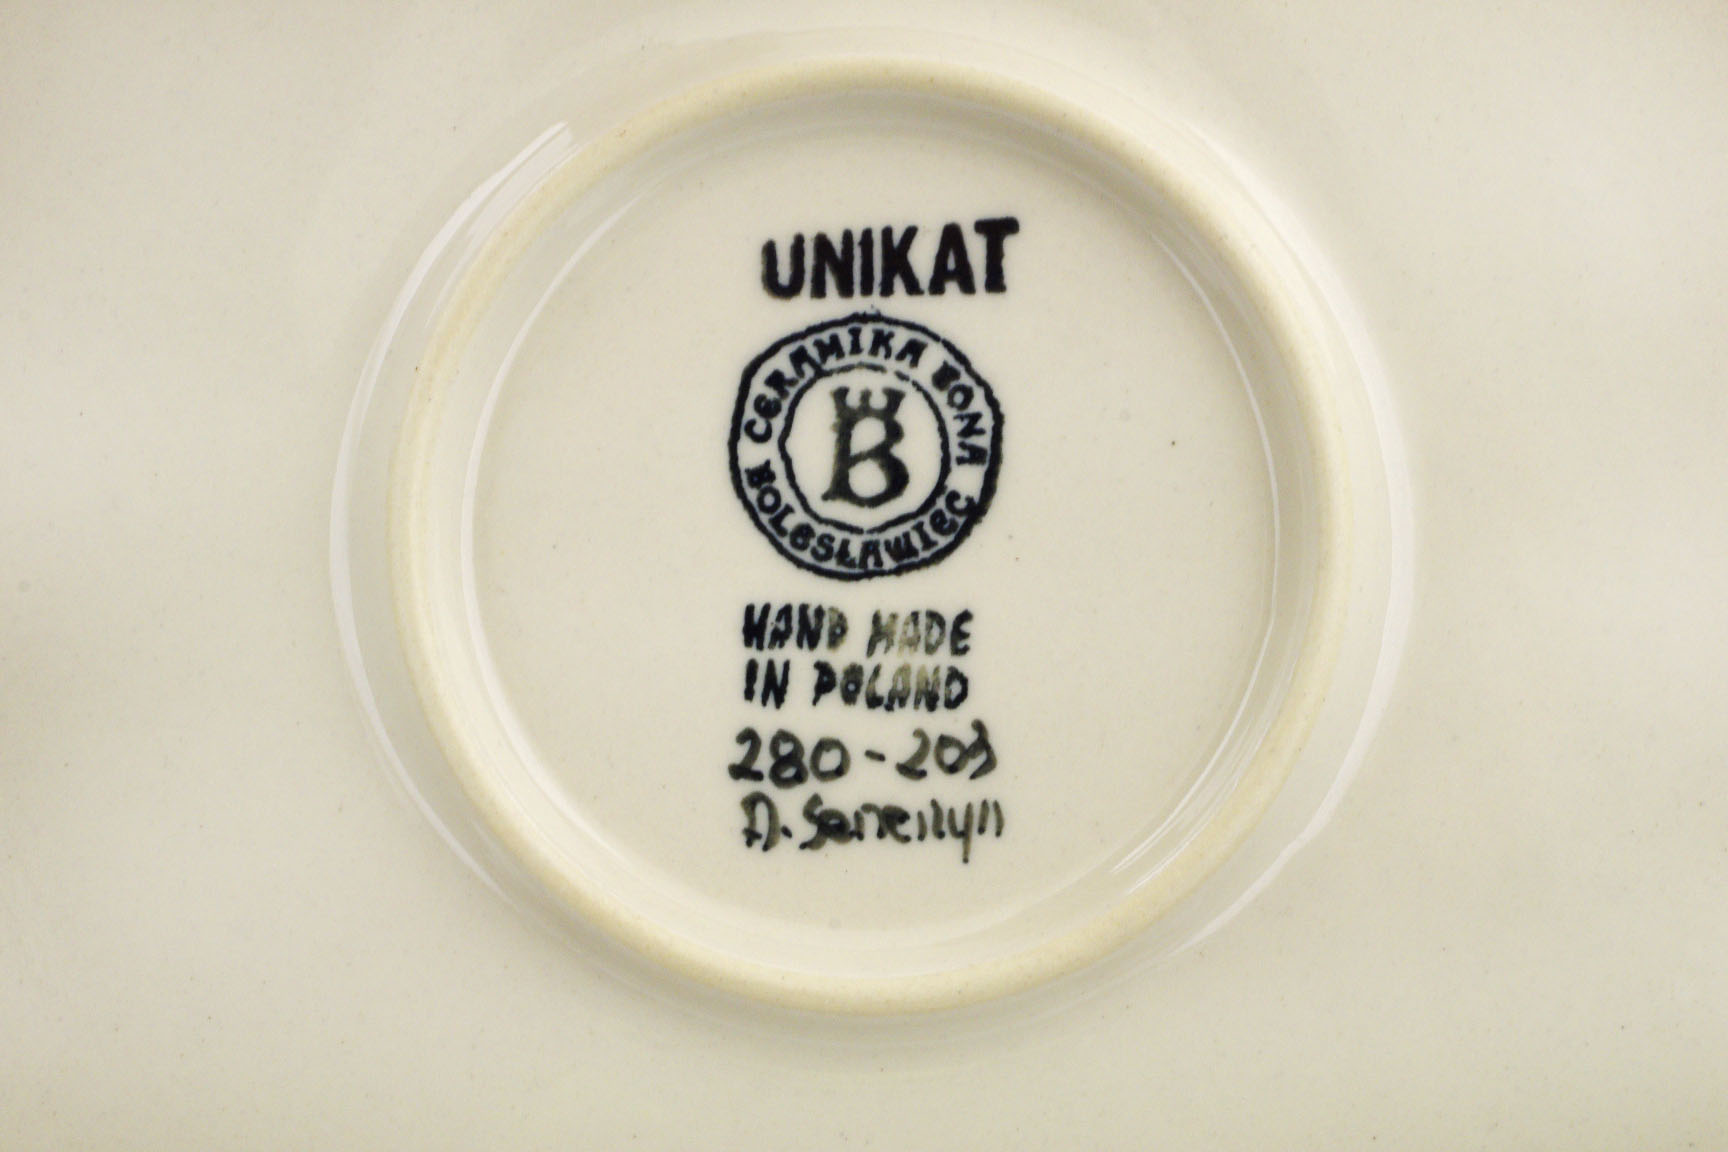 UNIKAT
CERAMIKA BONA
B
BOLESŁAWIEC
HAND MADE
IN POLAND
280-203